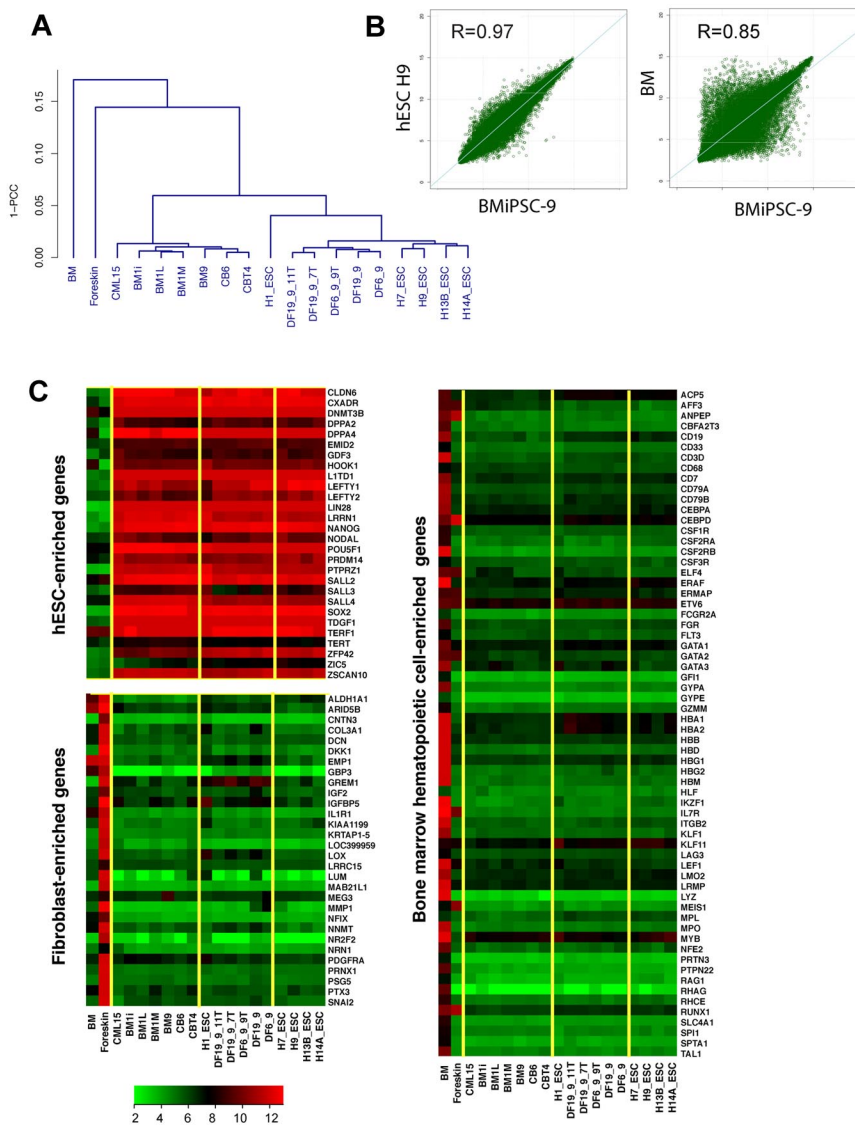 A
B
1−PCC
0.15
0.10
0.05
0.00
BM
Foreskin
CML15
BM1i
BM1L
BM1M
BM9
CB6
CBT4
H1_ESC
DF19_9_11T
DF19_9_7T
DF6_9_9T
DF19_9
DF6_9
H7_ESC
H9_ESC
H13B_ESC
H14A_ESC
R=0.97
hESC H9
20
15
10
5
0
BMiPSC-9
R=0.85
BM
20
15
10
5
0
BMiPSC-9
C
hESC-enriched genes
CLDN6
CXADR
DNMT3B
DPPA2
DPPA4
EMID2
GDF3
HOOK1
L1TD1
LEFTY1
LEFTY2
LIN28
LRRN1
NANOG
NODAL
POU5F1
PRDM14
PTPRZ1
SALL2
SALL3
SALL4
SOX2
TDGF1
TERF1
TERT
ZFP42
ZIC5
ZSCAN10
Fibroblast-enriched genes
ALDH1A1
ARID5B
CNTN3
COL3A1
DCN
DKK1
EMP1
GBP3
GREM1
IGF2
IGFBP5
IL1R1
KIAA1199
KRTAP1-5
LOC399959
LOX
LRRC15
LUM
MAB21L1
MEG3
MMP1
NFIX
NNMT
NR2F2
NRN1
PDGFRA
PRNX1
PSG5
PTX3
SNAI2
BM
Foreskin
CML15
BM1i
BM1L
BM1M
BM9
CB6
CBT4
H1_ESC
DF19_9_11T
DF19_9_7T
DF6_9_9T
DF19_9
DF6_9
H7_ESC
H9_ESC
H13B_ESC
H14A_ESC
2 4 6 8 10 12
Bone marrow hematopoietic cell-enriched genes
ACP5
AFF3
ANPEP
CBFA2T3
CD19
CD33
CD3D
CD68
CD7
CD79A
CD79B
CEBPA
CEBPD
CSF1R
CSF2RA
CSF2RB
CSF3R
ELF4
ERAF
ERMAP
ETV6
FCGR2A
FGR
FLT3
GATA1
GATA2
GATA3
GFI1
GYPA
GYPE
GZMM
HBA1
HBA2
HBB
HBD
HBG1
HBG2
HBM
HLF
IKZF1
IL7R
ITGB2
KLF1
KLF11
LAG3
LEF1
LMO2
LRMP
LYZ
MEIS1
MPL
MPO
MYB
NFE2
PRTN3
PTPN22
RAG1
RHAG
RHCE
RUNX1
SLC4A1
SPI1
SPTA1
TAL1
BM
Foreskin
CML15
BM1i
BM1L
BM1M
BM9
CB6
CBT4
H1_ESC
DF19_9_11T
DF19_9_7T
DF6_9_9T
DF19_9
DF6_9
H7_ESC
H9_ESC
H13B_ESC
H14A_ESC